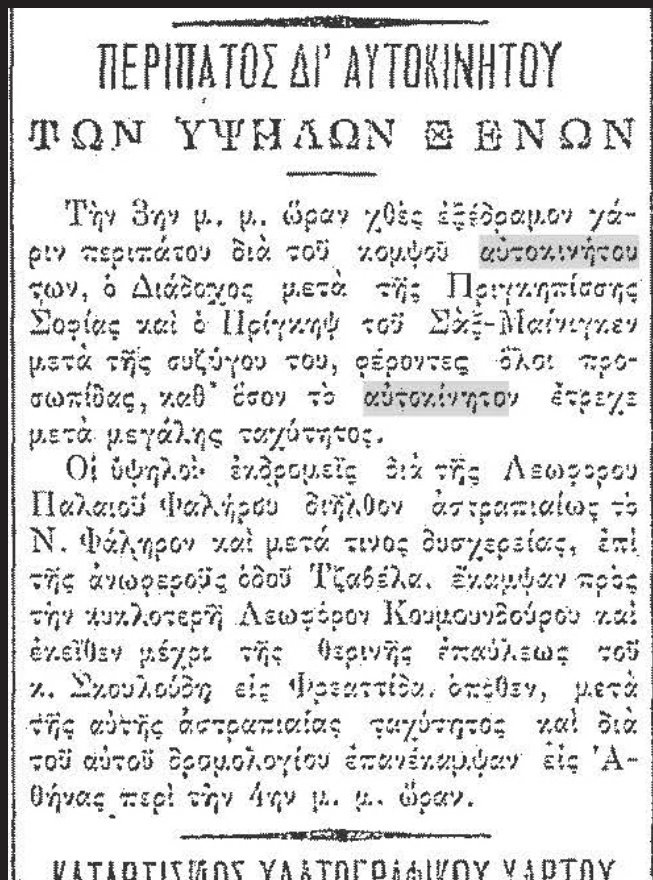 ΠΕΡΙΠΑΤΟΣ ΔΙ' ΑΥΤΟΚΙΝΗΤΟΥ
ΤΩΝ ΥΨΗΛΩΝ ΞΕΝΩΝ
Τὴν 3ην μ. μ. ὥραν χθὲς ἐξέδραμον χά-
ριν περιπάτου διὰ τοῦ κομψοῦ αὐτοκινήτου
των, ὁ Διάδοχος μετὰ τῆς Πριγκηπίσσης
Σοφίας καὶ ὁ Πρίγκηψ τοῦ Σὰξ-Μαίνιγκεν
μετὰ τῆς συζύγου του, φέροντες ὅλοι προ-
σωπίδας, καθ' ὅσον τὸ αὐτοκίνητον ἔτρεχε
μετὰ μεγάλης ταχύτητος.
Οἱ ὑψηλοὶ ἐκδρομεῖς διὰ τῆς Λεωφόρου
Παλαιοῦ Φαλήρου διῆλθον ἀστραπιαίως τὸ
Ν. Φάληρον καὶ μετά τινος δυσχερείας, ἐπὶ
τῆς ἀνωφεροῦς ὁδοῦ Τζαβέλα, ἔκαμψαν πρὸς
τὴν κυκλοτερῆ Λεωφόρον Κουμουνδούρου καὶ
ἐκεῖθεν μέχρι τῆς θερινῆς ἐπαύλεως τοῦ
κ. Σκουλούδη εἰς Φρεαττίδα, ὁπόθεν, μετὰ
τῆς αὐτῆς ἀστραπιαίας ταχύτητος καὶ διὰ
τοῦ αὐτοῦ δρομολογίου ἐπανέκαμψαν εἰς Ἀ-
θήνας περὶ τὴν 4ην μ. μ. ὥραν.
ΚΑΤΑΡΤΙΣΜΟΣ ΥΔΑΤΟΓΡΑΦΙΚΟΥ ΧΑΡΤΟΥ